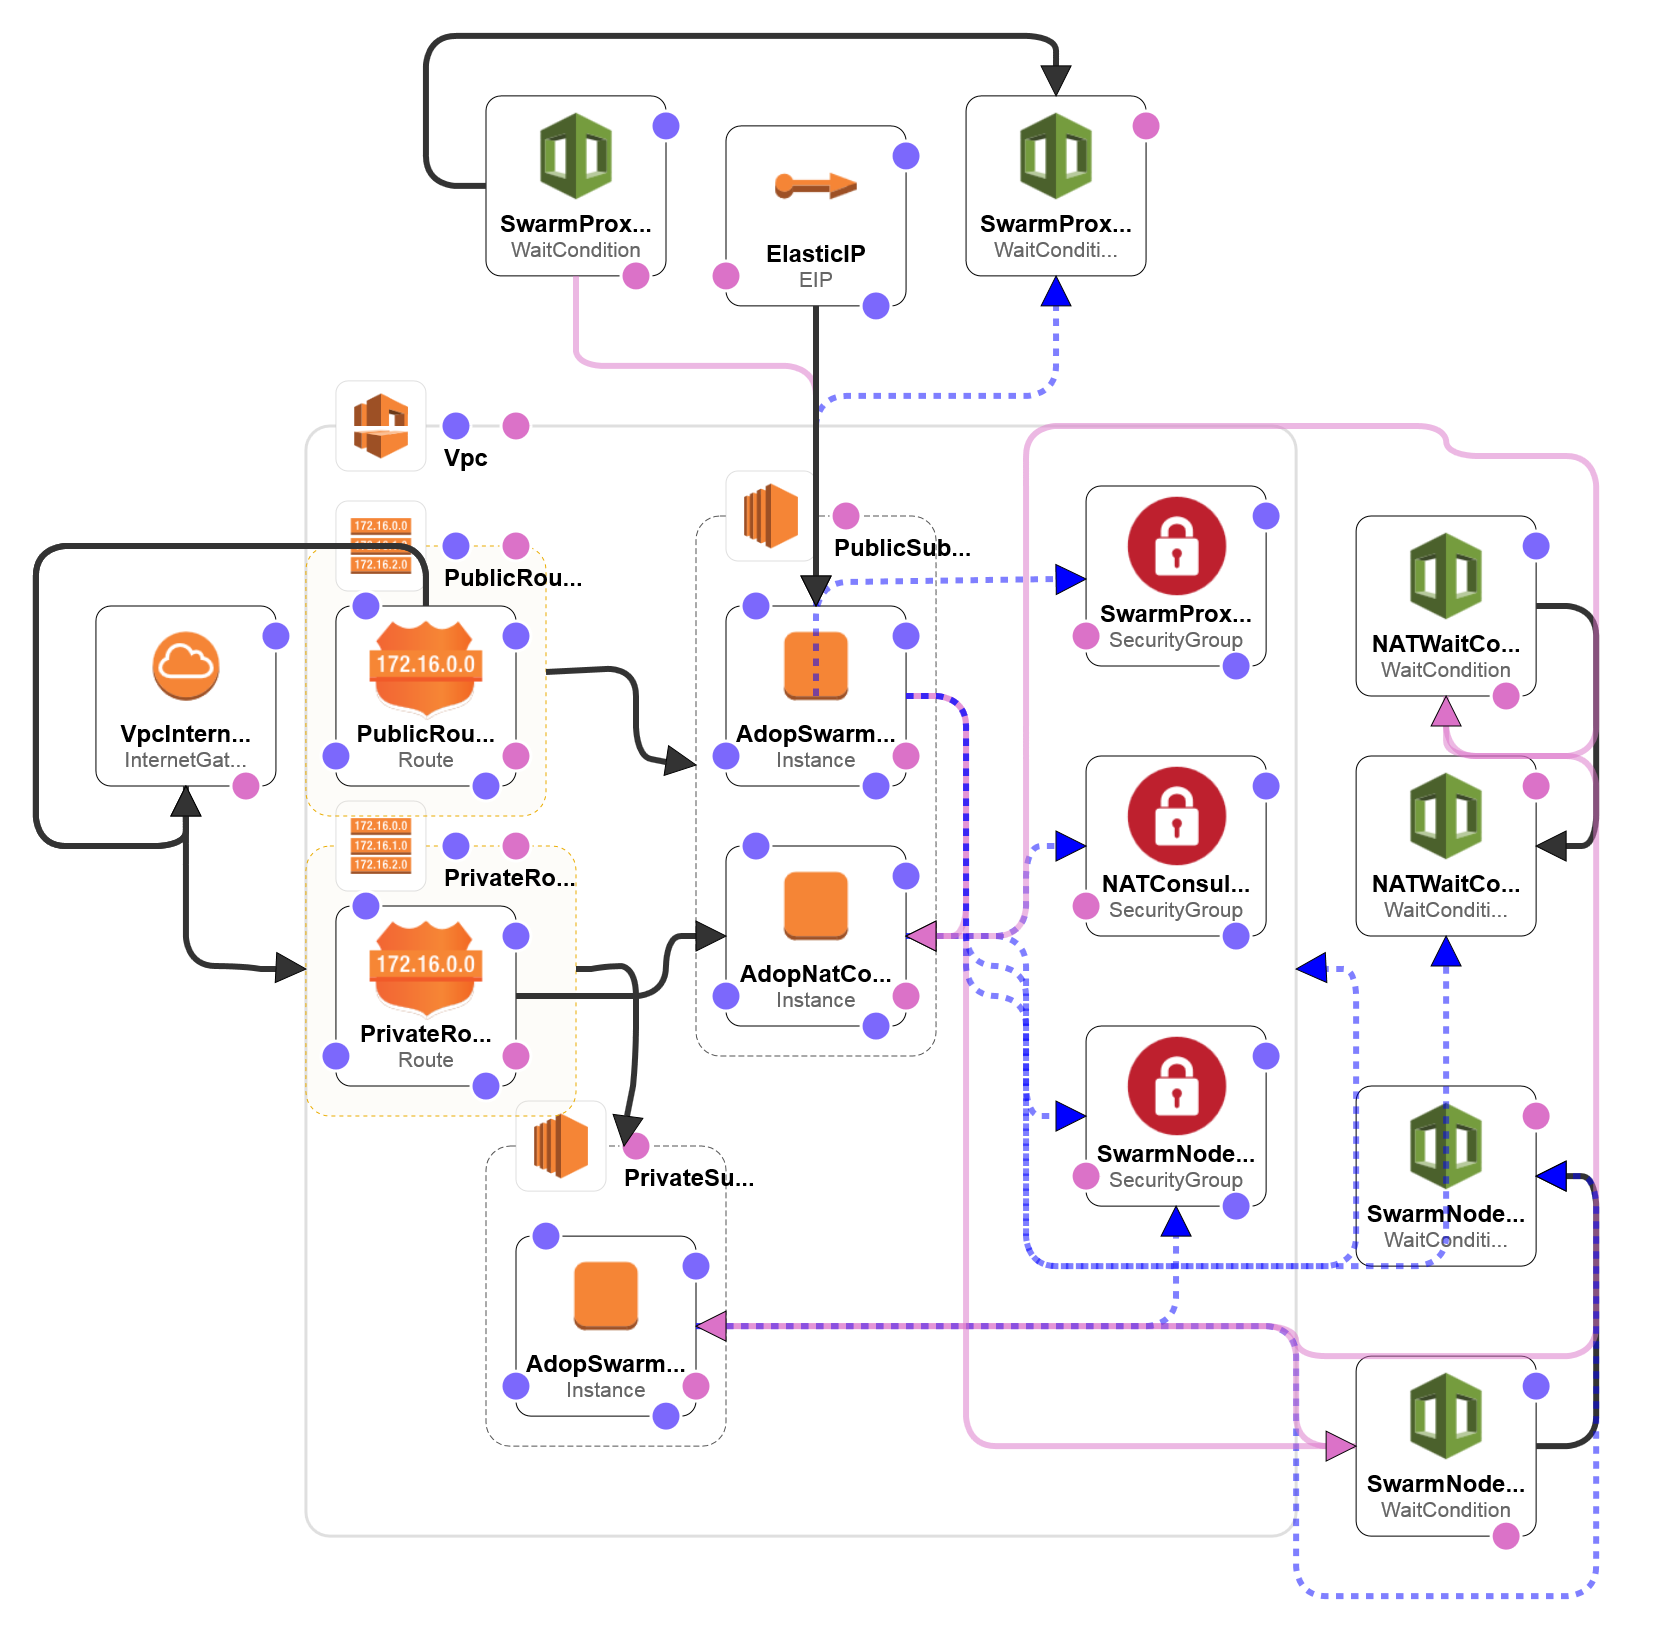 SwarmProx...
WaitCondition
ElasticIP
EIP
SwarmProx...
WaitConditi...
Vpc
172.16.0.0
172.16.2.0
PublicRou...
PublicSub...
SwarmProx...
SecurityGroup
NATWaitCo...
WaitCondition
VpcIntern...
InternetGat...
172.16.0.0
PublicRou...
Route
AdopSwarm...
Instance
172.16.0.0
172.16.1.0
172.16.2.0
PrivateRo...
NATConsul...
SecurityGroup
NATWaitCo...
WaitConditi...
172.16.0.0
PrivateRo...
Route
AdopNatCo...
Instance
SwarmNode...
SecurityGroup
PrivateSu...
SwarmNode...
WaitConditi...
AdopSwarm...
Instance
SwarmNode...
WaitCondition